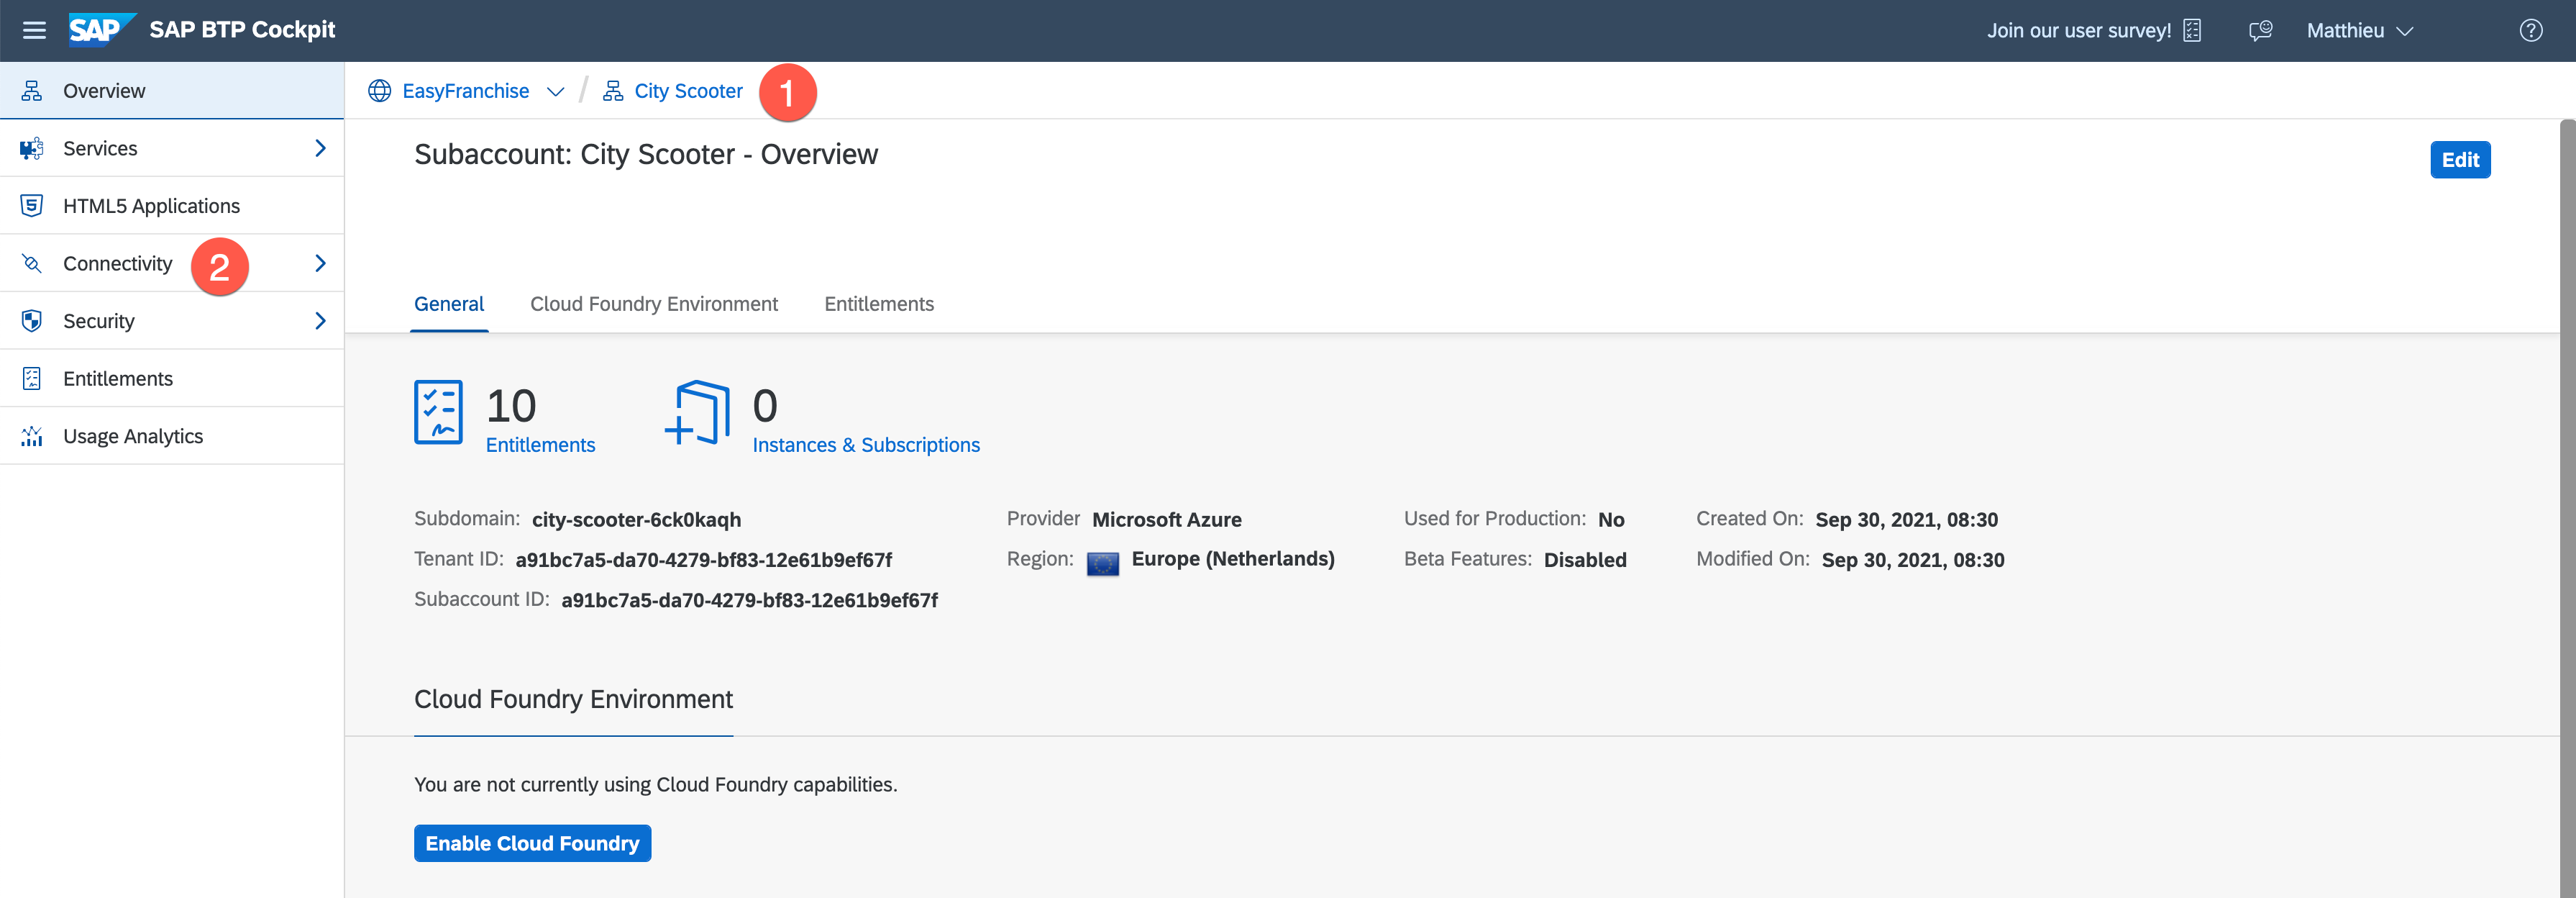 SAP SAP BTP Cockpit Join our user survey! Matthieu ?
Overview
Services
5 HTML5 Applications
Connectivity 2
Security
Entitlements
Usage Analytics
EasyFranchise / City Scooter 1
Subaccount: City Scooter - Overview
Edit
General Cloud Foundry Environment Entitlements
10 0
Entitlements Instances & Subscriptions
Subdomain: city-scooter-6ck0kaqh Provider Microsoft Azure Used for Production: No Created On: Sep 30, 2021, 08:30
Tenant ID: a91bc7a5-da70-4279-bf83-12e61b9ef67f Region: Europe (Netherlands) Beta Features: Disabled Modified On: Sep 30, 2021, 08:30
Subaccount ID: a91bc7a5-da70-4279-bf83-12e61b9ef67f
Cloud Foundry Environment
You are not currently using Cloud Foundry capabilities.
Enable Cloud Foundry